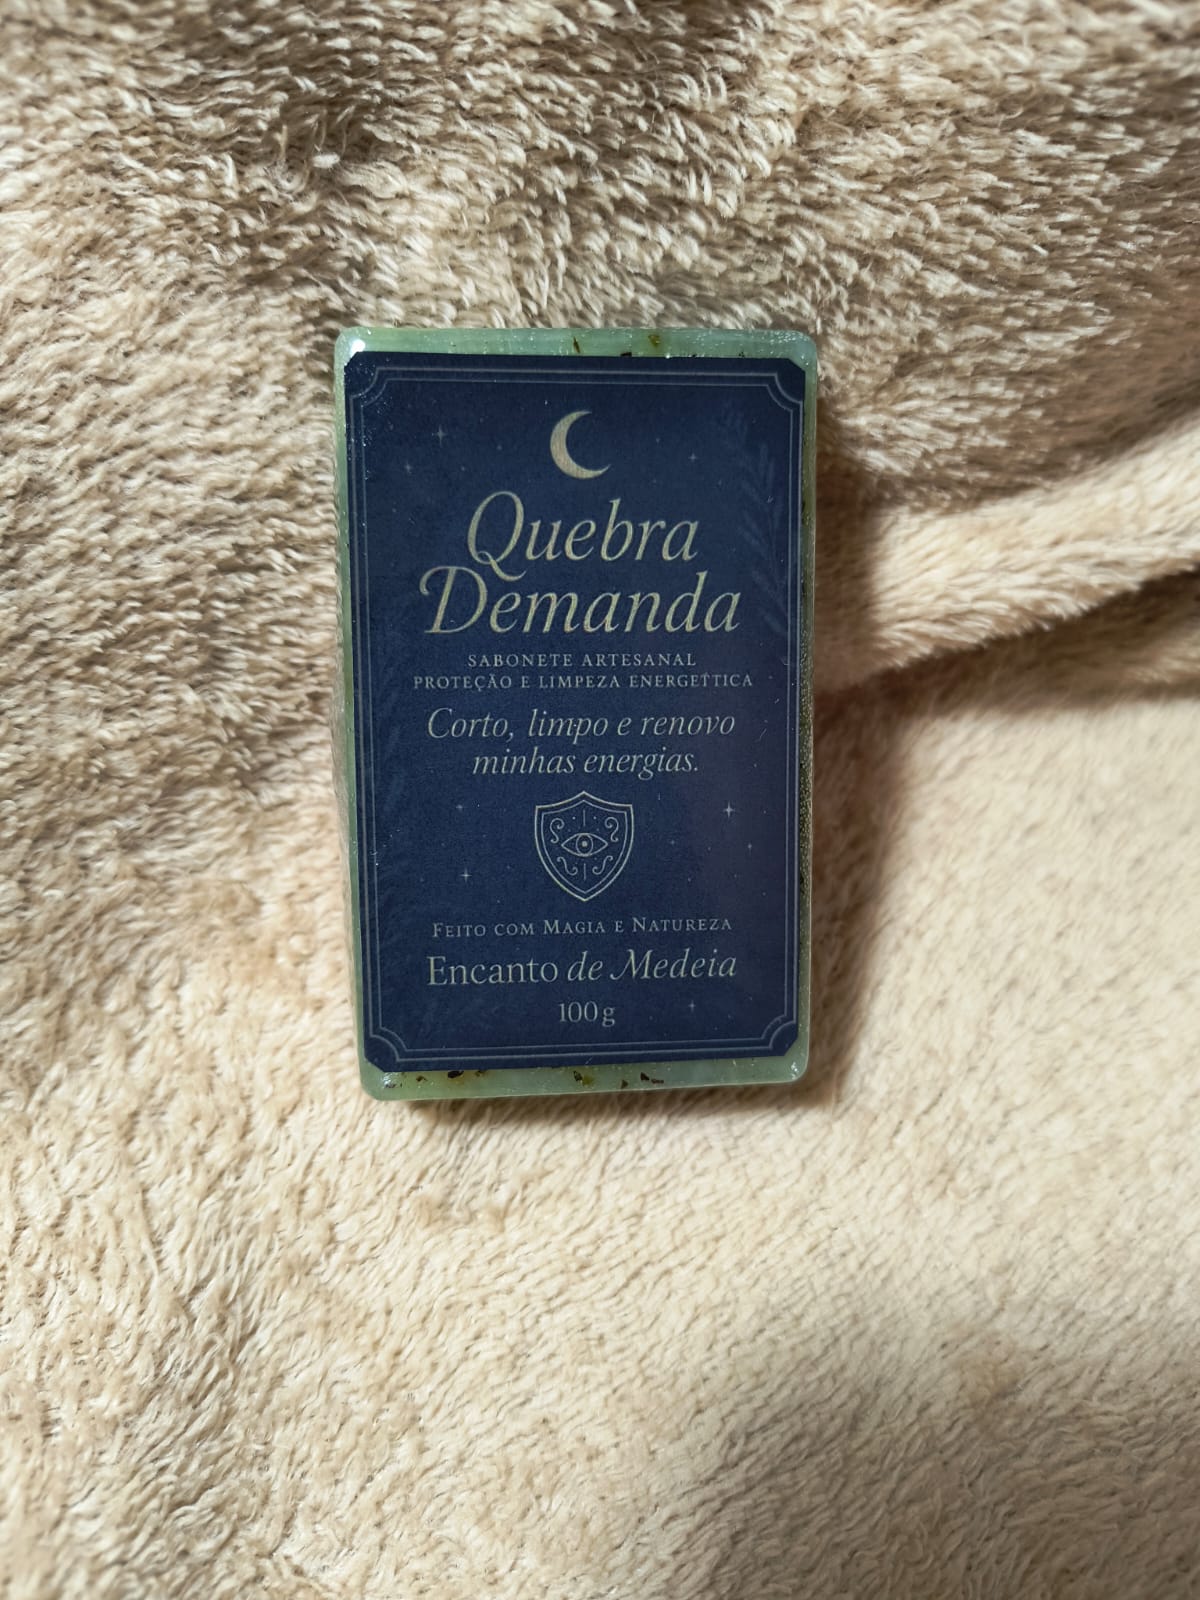 Quebra
Demanda
SABONETE ARTESANAL
PROTEÇÃO E LIMPEZA ENERGETTICA
Corto, limpo e renovo
minhas energias.
FEITO COM MAGIA E NATUREZA
Encanto de Medeia
100g